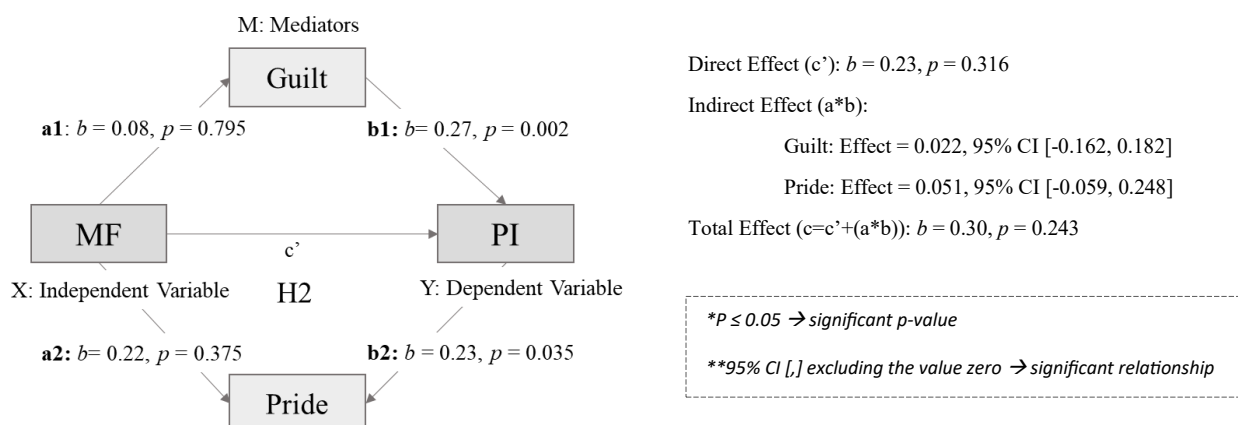 M: Mediators
Guilt
a1: b = 0.08, p = 0.795
b1: b= 0.27, p = 0.002
MF
c’
PI
X: Independent Variable
H2
Y: Dependent Variable
a2: b= 0.22, p = 0.375
b2: b = 0.23, p = 0.035
Pride
Direct Effect (c’): b = 0.23, p = 0.316
Indirect Effect (a*b):
Guilt: Effect = 0.022, 95% CI [-0.162, 0.182]
Pride: Effect = 0.051, 95% CI [-0.059, 0.248]
Total Effect (c=c’+(a*b)): b = 0.30, p = 0.243
*P ≤ 0.05 → significant p-value
**95% CI [,] excluding the value zero → significant relationship